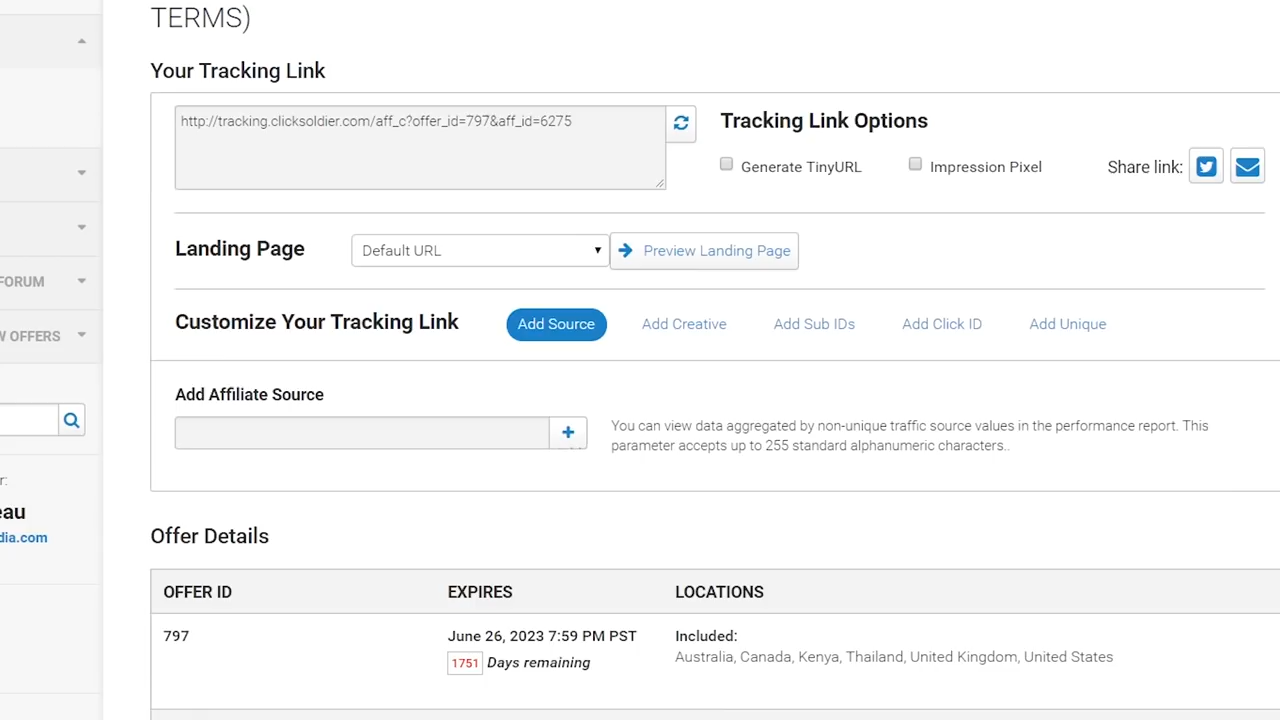 TERMS)
Your Tracking Link
http://tracking.clicksoldier.com/aff_c?offer_id=797&aff_id=6275
Tracking Link Options
Generate TinyURL
Impression Pixel
Share link:
Landing Page
Default URL
Preview Landing Page
Customize Your Tracking Link
Add Source
Add Creative
Add Sub IDs
Add Click ID
Add Unique
FORUM
W OFFERS
Add Affiliate Source
You can view data aggregated by non-unique traffic source values in the performance report. This
parameter accepts up to 255 standard alphanumeric characters..
r:
eau
dia.com
Offer Details
OFFER ID
EXPIRES
LOCATIONS
797
June 26, 2023 7:59 PM PST
Included:
1751 Days remaining
Australia, Canada, Kenya, Thailand, United Kingdom, United States